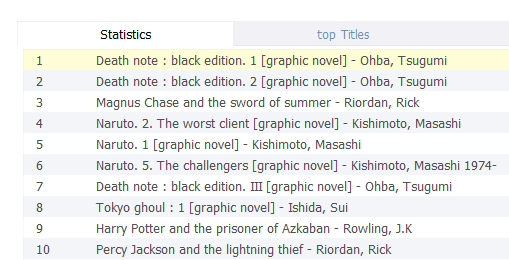 Statistics top Titles
1 Death note : black edition. 1 [graphic novel] - Ohba, Tsugumi
2 Death note : black edition. 2 [graphic novel] - Ohba, Tsugumi
3 Magnus Chase and the sword of summer - Riordan, Rick
4 Naruto. 2. The worst client [graphic novel] - Kishimoto, Masashi
5 Naruto. 1 [graphic novel] - Kishimoto, Masashi
6 Naruto. 5. The challengers [graphic novel] - Kishimoto, Masashi 1974-
7 Death note : black edition. III [graphic novel] - Ohba, Tsugumi
8 Tokyo ghoul : 1 [graphic novel] - Ishida, Sui
9 Harry Potter and the prisoner of Azkaban - Rowling, J.K
10 Percy Jackson and the lightning thief - Riordan, Rick